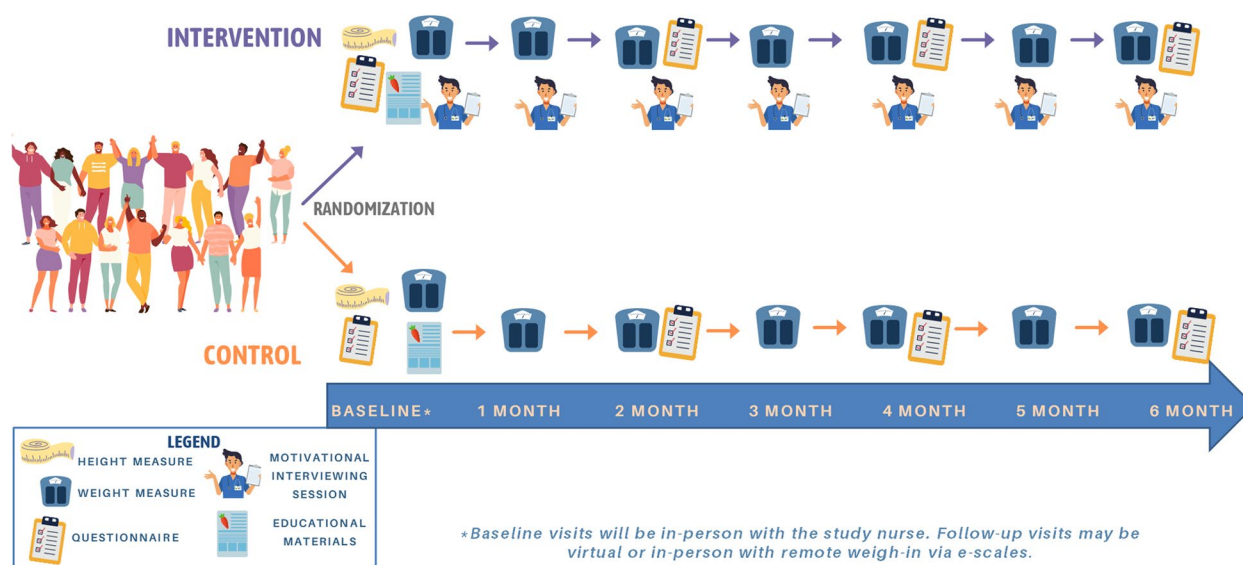 INTERVENTION
RANDOMIZATION
CONTROL
BASELINE* 1 MONTH 2 MONTH 3 MONTH 4 MONTH 5 MONTH 6 MONTH
LEGEND
HEIGHT MEASURE
WEIGHT MEASURE
QUESTIONNAIRE
MOTIVATIONAL
INTERVIEWING
SESSION
EDUCATIONAL
MATERIALS
*Baseline visits will be in-person with the study nurse. Follow-up visits may be
virtual or in-person with remote weigh-in via e-scales.